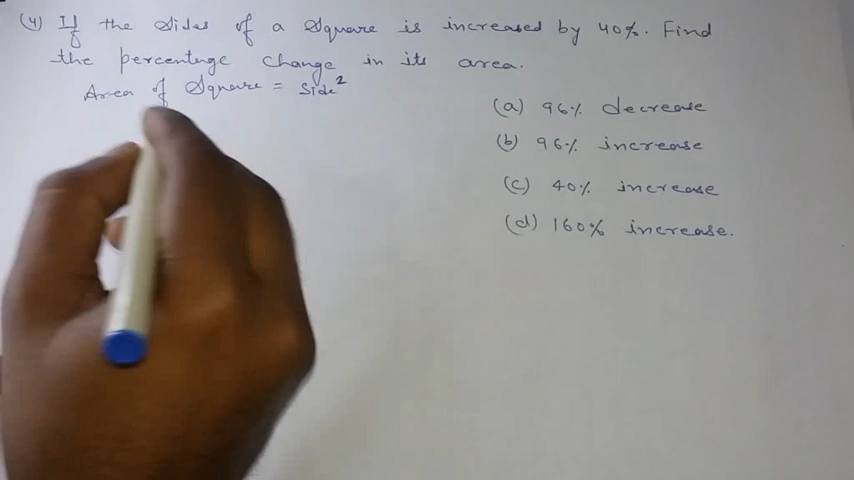 (4) If the sides of a square is increased by 40%. Find
the percentage change in its area.
Area of square = side²
(a) 96% decrease
(b) 96% increase
(c) 40% increase
(d) 160% increase.